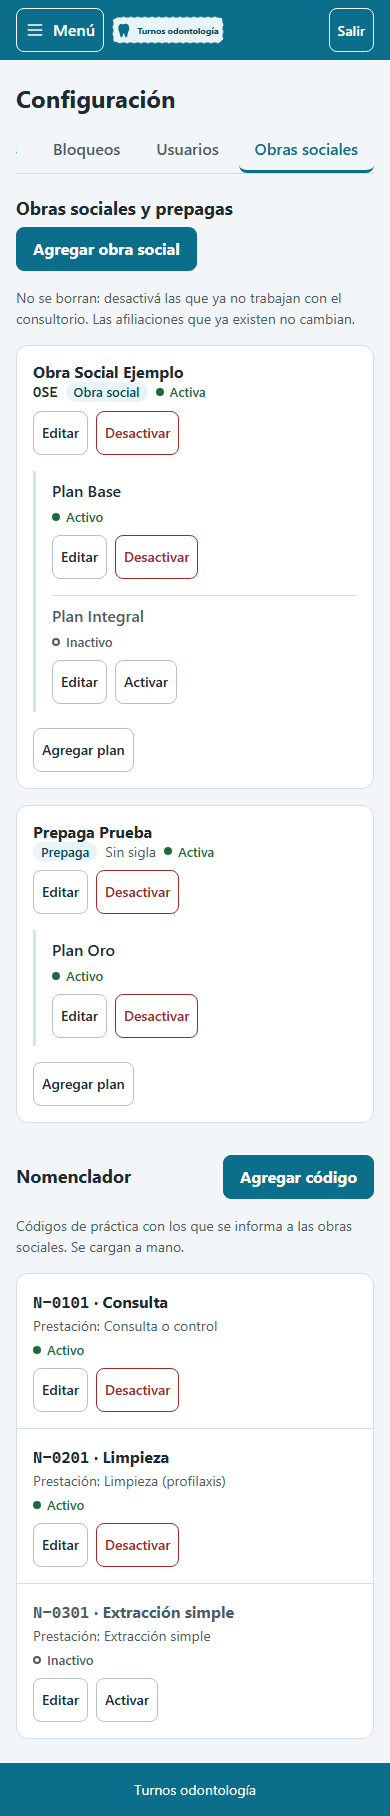 Menú
Turnos odontología
Salir
Configuración
Bloqueos
Usuarios
Obras sociales
Obras sociales y prepagas
Agregar obra social
No se borran: desactivá las que ya no trabajan con el
consultorio. Las afiliaciones que ya existen no cambian.
Obra Social Ejemplo
OSE Obra social Activa
Editar Desactivar
Plan Base
Activo
Editar Desactivar
Plan Integral
Inactivo
Editar Activar
Agregar plan
Prepaga Prueba
Prepaga Sin sigla Activa
Editar Desactivar
Plan Oro
Activo
Editar Desactivar
Agregar plan
Nomenclador
Agregar código
Códigos de práctica con los que se informa a las obras
sociales. Se cargan a mano.
N-0101 · Consulta
Prestación: Consulta o control
Activo
Editar Desactivar
N-0201 · Limpieza
Prestación: Limpieza (profilaxis)
Activo
Editar Desactivar
N-0301 · Extracción simple
Prestación: Extracción simple
Inactivo
Editar Activar
Turnos odontología